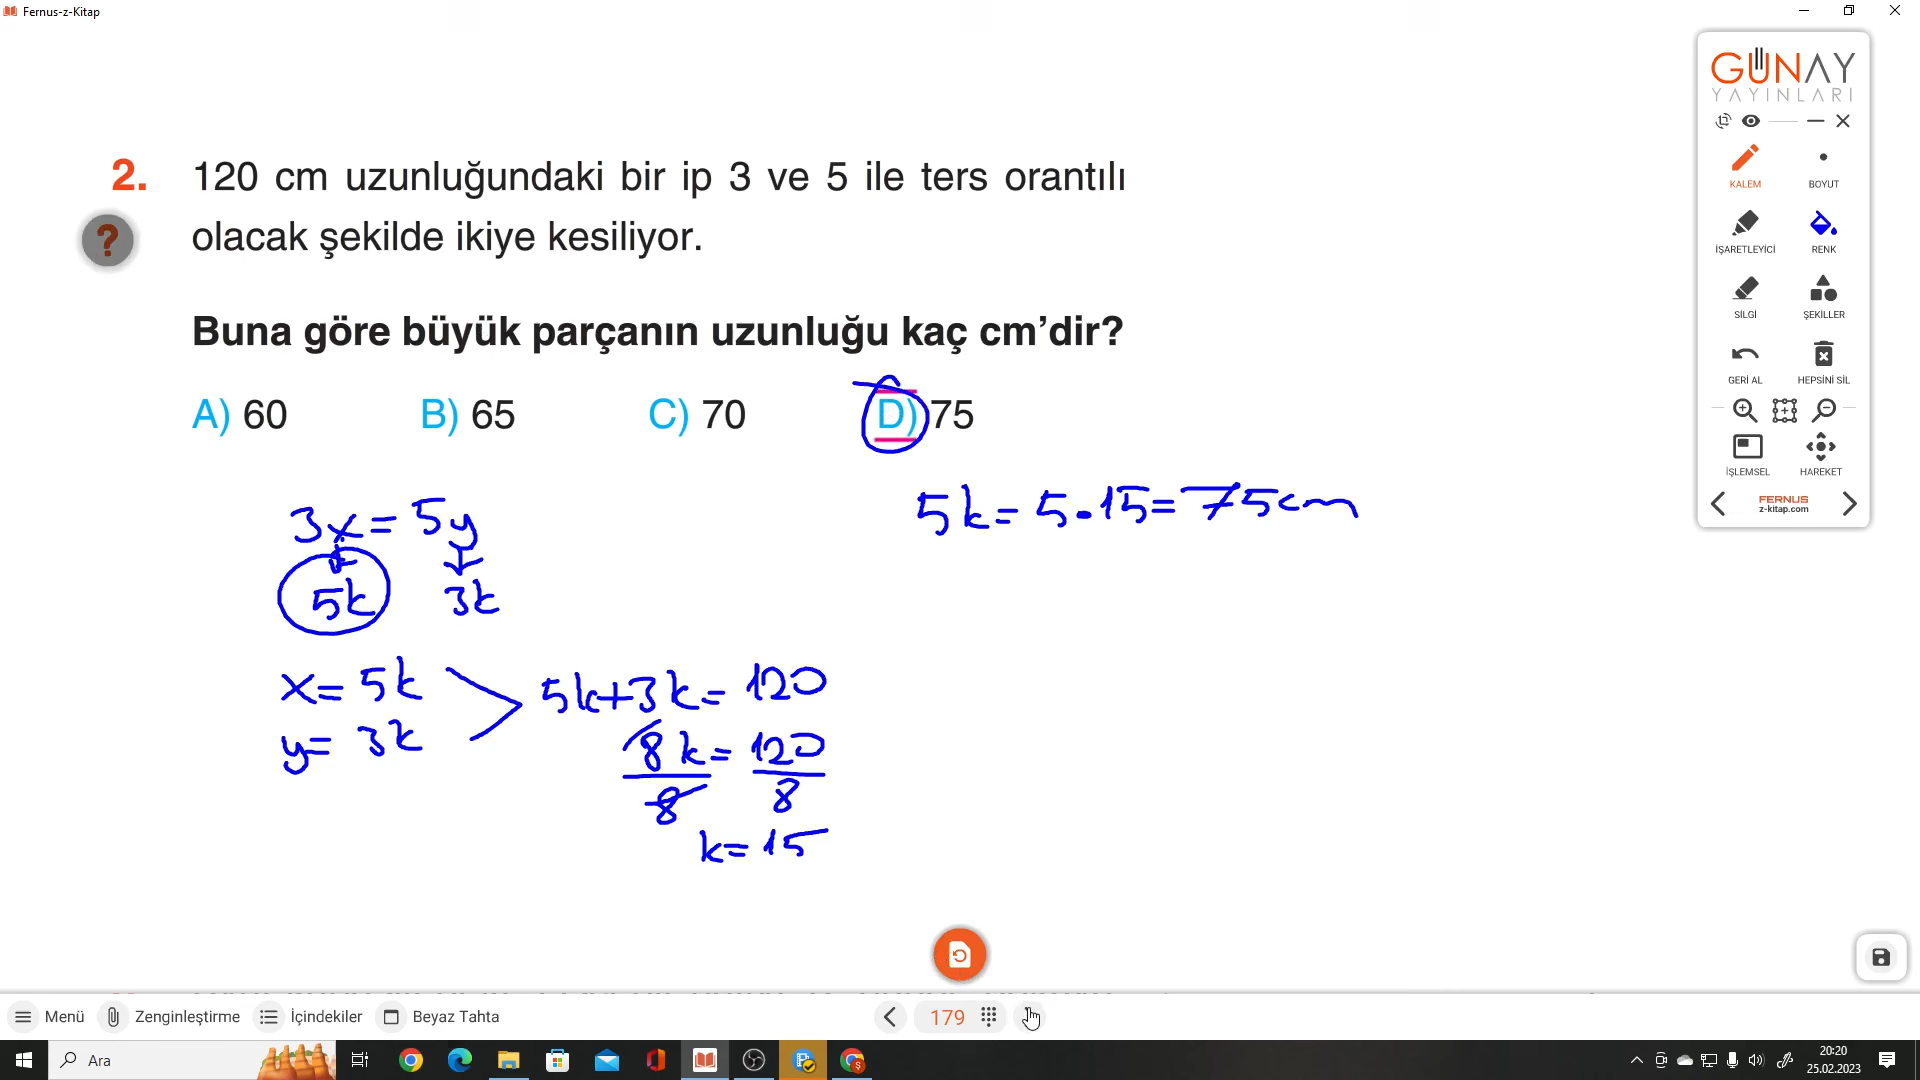 Fernus-z-Kitap
GÜNAY
YAYINLARI
2. 120 cm uzunluğundaki bir ip 3 ve 5 ile ters orantılı
olacak şekilde ikiye kesiliyor.
?
Buna göre büyük parçanın uzunluğu kaç cm'dir?
A) 60 B) 65 C) 70 D) 75
3x = 5y
5k 3k
5k = 5 · 15 = 75 cm
x = 5k
y = 3k
5k + 3k = 120
8k = 120
8 8
k = 15
KALEM BOYUT
İŞARETLEYİCİ RENK
SİLGİ ŞEKİLLER
GERİ AL HEPSİNİ SİL
İŞLEMSEL HAREKET
FERNUS
z-kitap.com
Menü Zenginleştirme İçindekiler Beyaz Tahta 179
Ara
20:20
25.02.2023